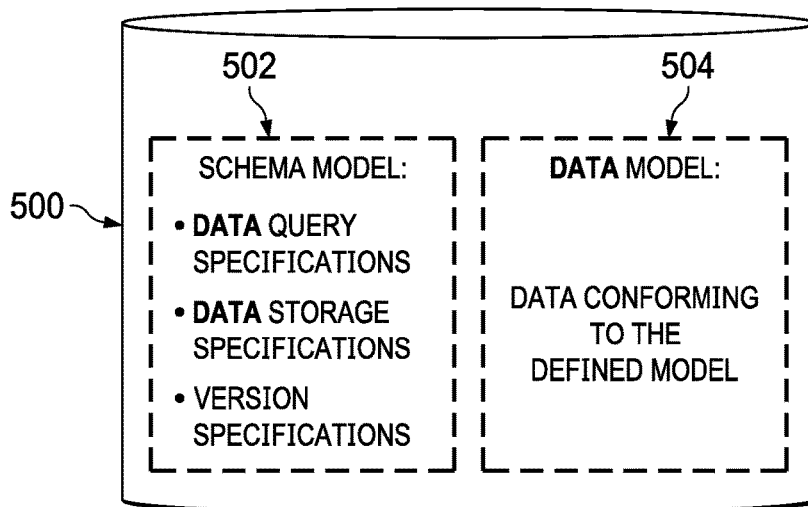 502
504
500
SCHEMA MODEL:
• DATA QUERY
SPECIFICATIONS
• DATA STORAGE
SPECIFICATIONS
• VERSION
SPECIFICATIONS
DATA MODEL:
DATA CONFORMING
TO THE
DEFINED MODEL